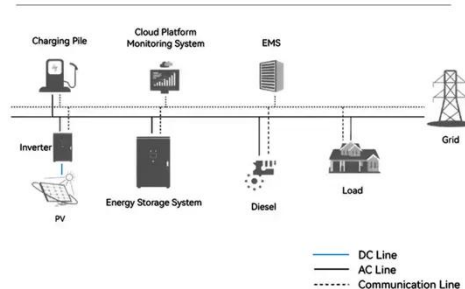 Charging Pile
Cloud Platform
Monitoring System
EMS
Grid
Inverter
PV
Energy Storage System
Diesel
Load
DC Line
AC Line
Communication Line